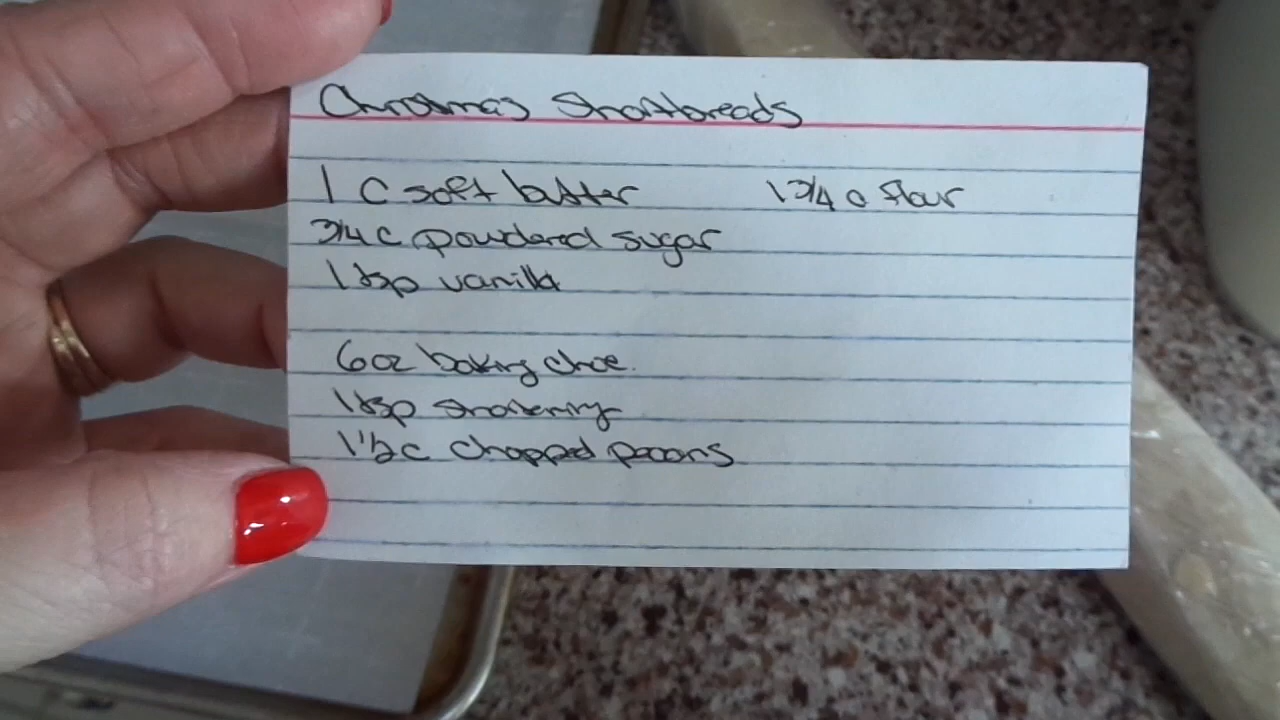 Christmas Shortbreads
1 C soft butter 1 3/4 c flour
3/4 C powdered sugar
1 tsp vanilla
6 oz baking choc.
1 tsp shortening
1 1/2 C chopped pecans